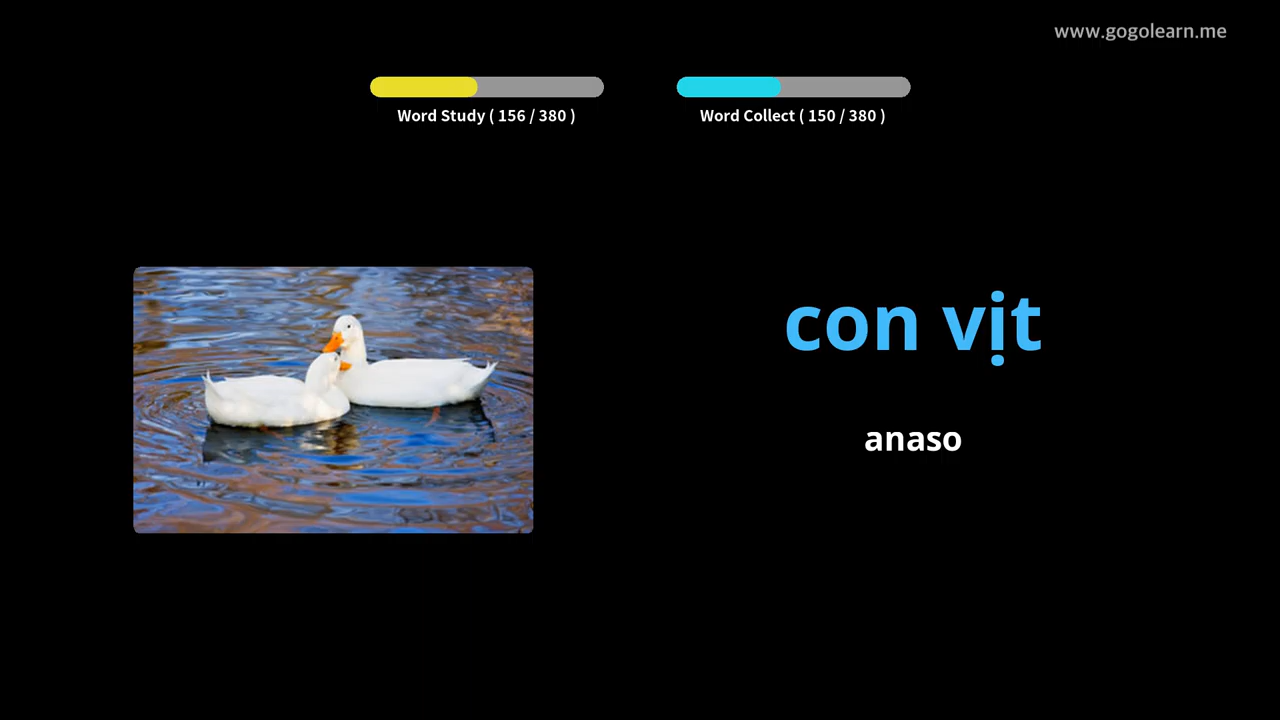 www.gogolearn.me
Word Study ( 156 / 380 )
Word Collect ( 150 / 380 )
con vịt
anaso